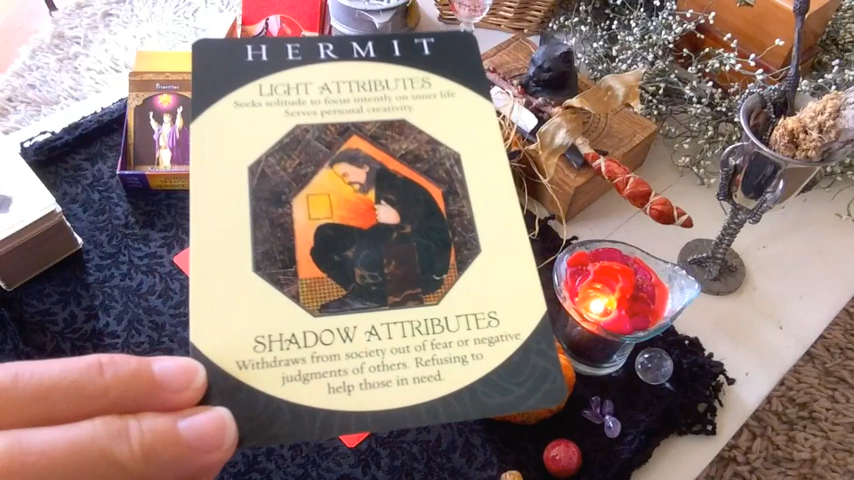 HERMIT
LIGHT ATTRIBUTES
Seeks solitude to focus intently on inner life
Serves personal creativity
SHADOW ATTRIBUTES
Withdraws from society out of fear or negative
judgments of others. Refusing to
help those in need.